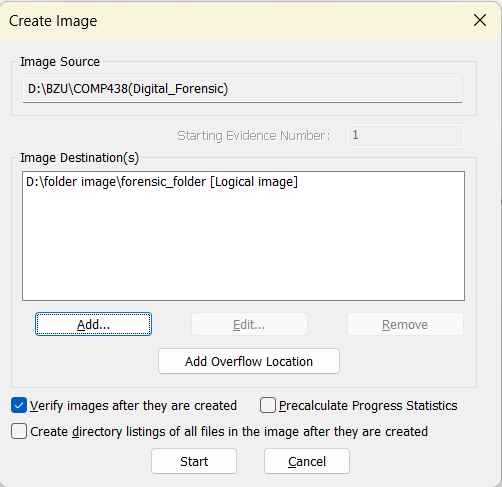 Create Image
Image Source
D:\BZU\COMP438(Digital_Forensic)
Starting Evidence Number: 1
Image Destination(s)
D:\folder image\forensic_folder [Logical image]
Add... Edit... Remove
Add Overflow Location
Verify images after they are created Precalculate Progress Statistics
Create directory listings of all files in the image after they are created
Start Cancel